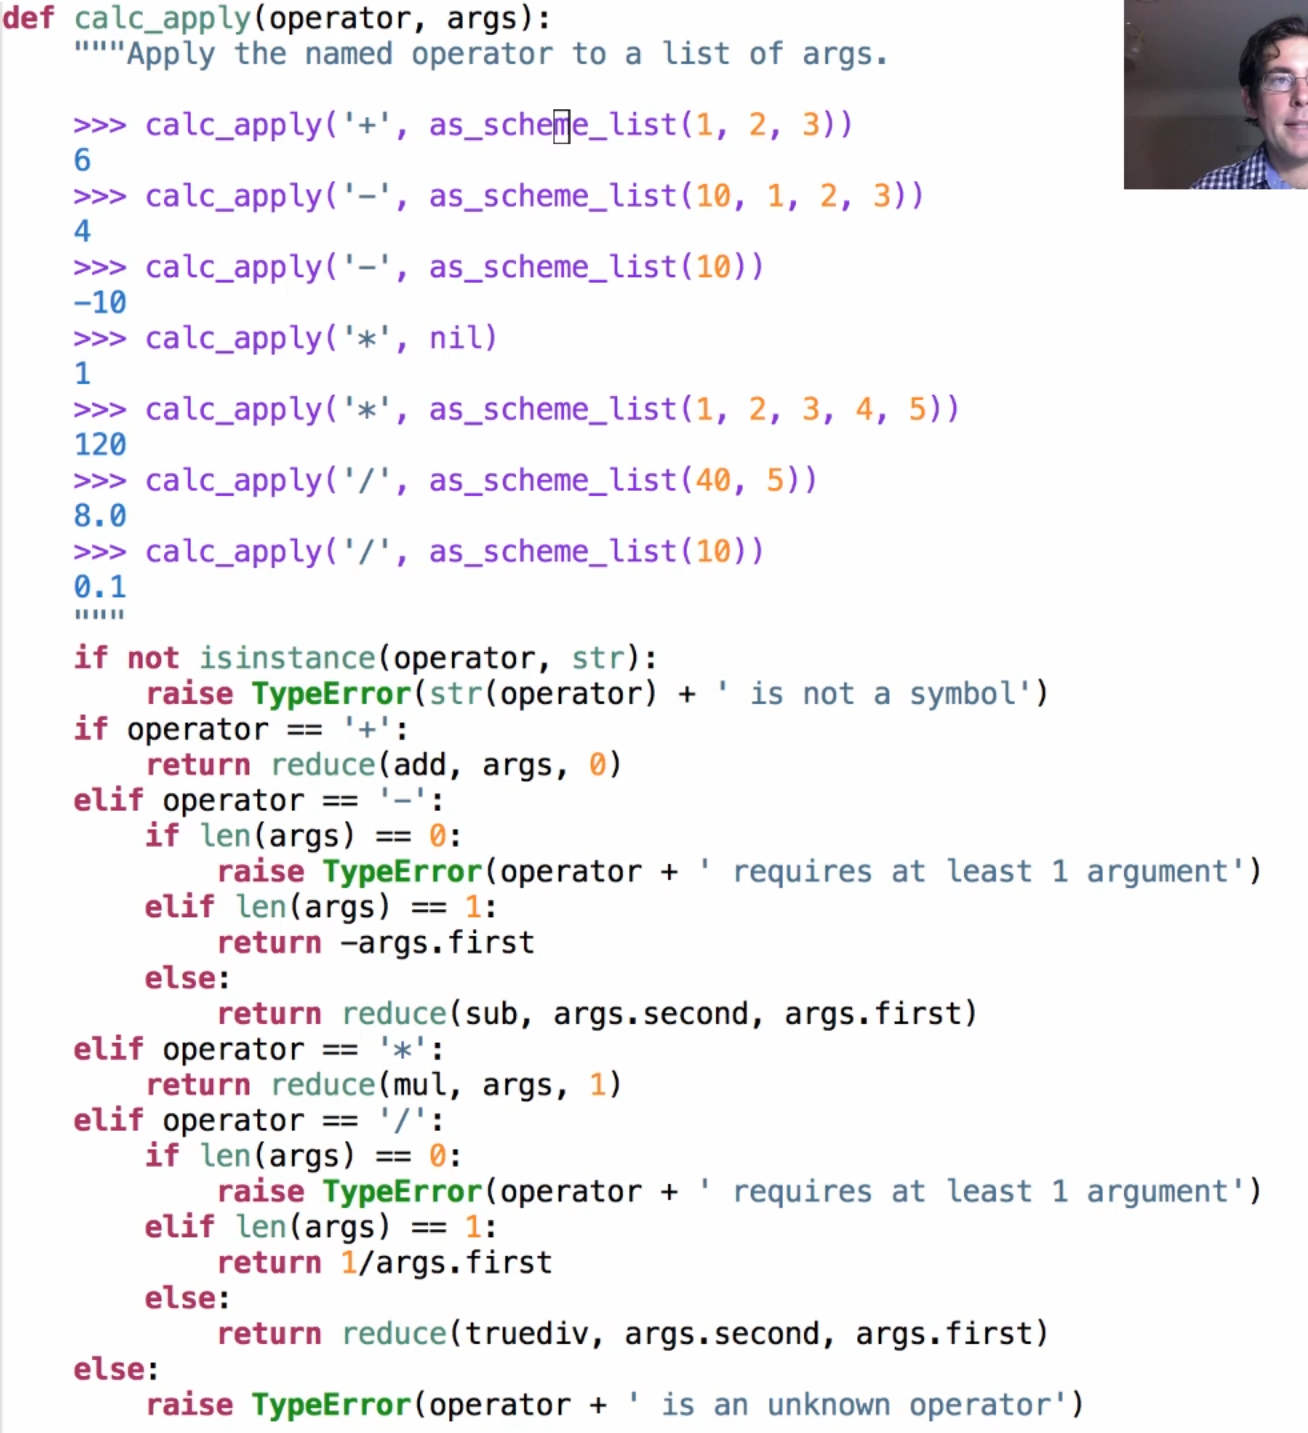 def calc_apply(operator, args):
    """Apply the named operator to a list of args.

    >>> calc_apply('+', as_scheme_list(1, 2, 3))
    6
    >>> calc_apply('-', as_scheme_list(10, 1, 2, 3))
    4
    >>> calc_apply('-', as_scheme_list(10))
    -10
    >>> calc_apply('*', nil)
    1
    >>> calc_apply('*', as_scheme_list(1, 2, 3, 4, 5))
    120
    >>> calc_apply('/', as_scheme_list(40, 5))
    8.0
    >>> calc_apply('/', as_scheme_list(10))
    0.1
    """
    if not isinstance(operator, str):
        raise TypeError(str(operator) + ' is not a symbol')
    if operator == '+':
        return reduce(add, args, 0)
    elif operator == '-':
        if len(args) == 0:
            raise TypeError(operator + ' requires at least 1 argument')
        elif len(args) == 1:
            return -args.first
        else:
            return reduce(sub, args.second, args.first)
    elif operator == '*':
        return reduce(mul, args, 1)
    elif operator == '/':
        if len(args) == 0:
            raise TypeError(operator + ' requires at least 1 argument')
        elif len(args) == 1:
            return 1/args.first
        else:
            return reduce(truediv, args.second, args.first)
    else:
        raise TypeError(operator + ' is an unknown operator')